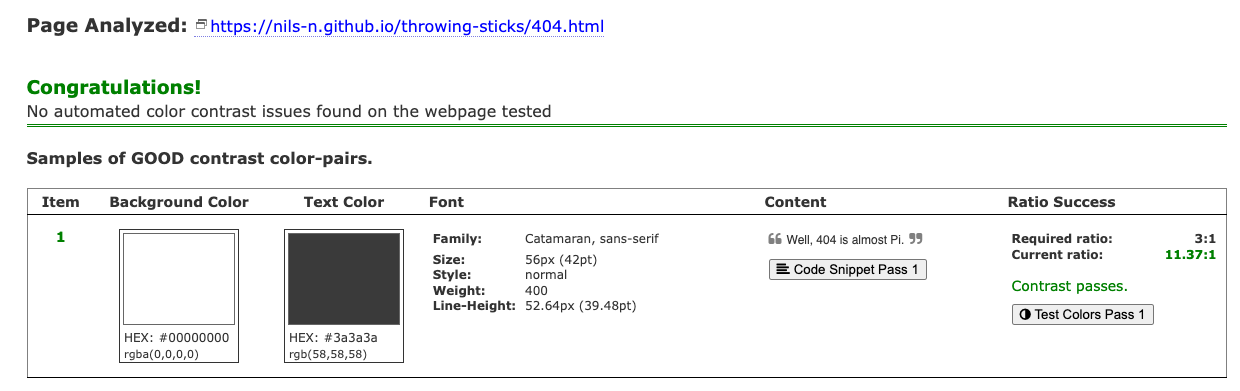 Page Analyzed: https://nils-n.github.io/throwing-sticks/404.html
Congratulations!
No automated color contrast issues found on the webpage tested
Samples of GOOD contrast color-pairs.
Item Background Color Text Color Font Content Ratio Success
1
HEX: #00000000
rgba(0,0,0,0)
HEX: #3a3a3a
rgb(58,58,58)
Family: Catamaran, sans-serif
Size: 56px (42pt)
Style: normal
Weight: 400
Line-Height: 52.64px (39.48pt)
❝ Well, 404 is almost Pi. ❞
Code Snippet Pass 1
Required ratio: 3:1
Current ratio: 11.37:1
Contrast passes.
Test Colors Pass 1